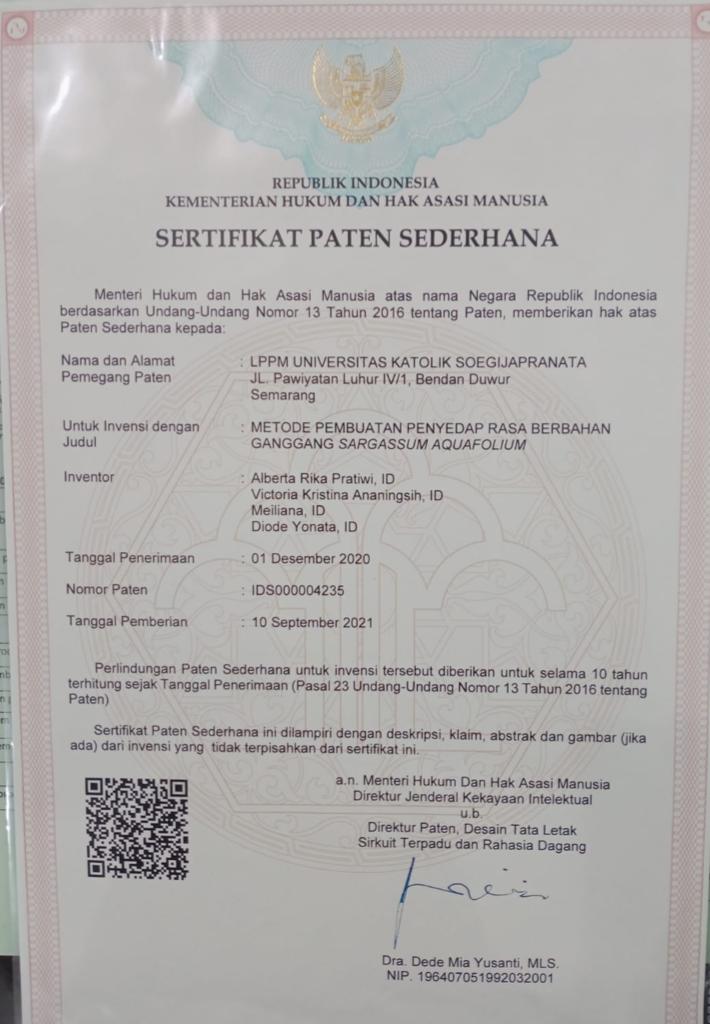 REPUBLIK INDONESIA
KEMENTERIAN HUKUM DAN HAK ASASI MANUSIA
SERTIFIKAT PATEN SEDERHANA
Menteri Hukum dan Hak Asasi Manusia atas nama Negara Republik Indonesia
berdasarkan Undang-Undang Nomor 13 Tahun 2016 tentang Paten, memberikan hak atas
Paten Sederhana kepada:
Nama dan Alamat : LPPM UNIVERSITAS KATOLIK SOEGIJAPRANATA
Pemegang Paten JL. Pawiyatan Luhur IV/1, Bendan Duwur
Semarang
Untuk Invensi dengan : METODE PEMBUATAN PENYEDAP RASA BERBAHAN
Judul GANGGANG SARGASSUM AQUAFOLIUM
Inventor : Alberta Rika Pratiwi, ID
Victoria Kristina Ananingsih, ID
Meiliana, ID
Diode Yonata, ID
Tanggal Penerimaan : 01 Desember 2020
Nomor Paten : IDS000004235
Tanggal Pemberian : 10 September 2021
Perlindungan Paten Sederhana untuk invensi tersebut diberikan untuk selama 10 tahun
terhitung sejak Tanggal Penerimaan (Pasal 23 Undang-Undang Nomor 13 Tahun 2016 tentang
Paten)
Sertifikat Paten Sederhana ini dilampiri dengan deskripsi, klaim, abstrak dan gambar (jika
ada) dari invensi yang tidak terpisahkan dari sertifikat ini.
a.n. Menteri Hukum Dan Hak Asasi Manusia
Direktur Jenderal Kekayaan Intelektual
u.b.
Direktur Paten, Desain Tata Letak
Sirkuit Terpadu dan Rahasia Dagang
Dra. Dede Mia Yusanti, MLS.
NIP. 196407051992032001